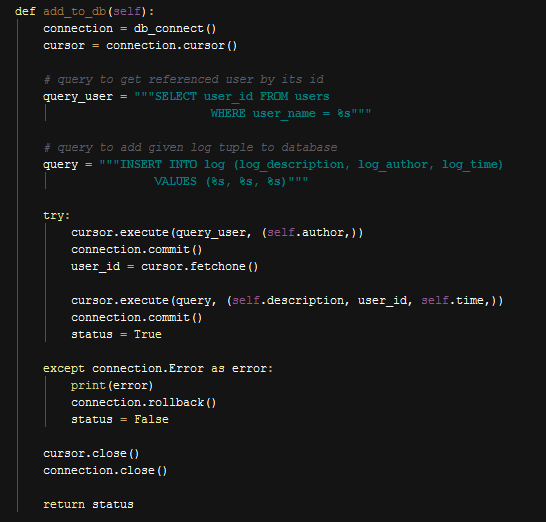 def add_to_db(self):
    connection = db_connect()
    cursor = connection.cursor()

    # query to get referenced user by its id
    query_user = """SELECT user_id FROM users
                            WHERE user_name = %s"""

    # query to add given log tuple to database
    query = """INSERT INTO log (log_description, log_author, log_time)
                    VALUES (%s, %s, %s)"""

    try:
        cursor.execute(query_user, (self.author,))
        connection.commit()
        user_id = cursor.fetchone()

        cursor.execute(query, (self.description, user_id, self.time,))
        connection.commit()
        status = True

    except connection.Error as error:
        print(error)
        connection.rollback()
        status = False

    cursor.close()
    connection.close()

    return status